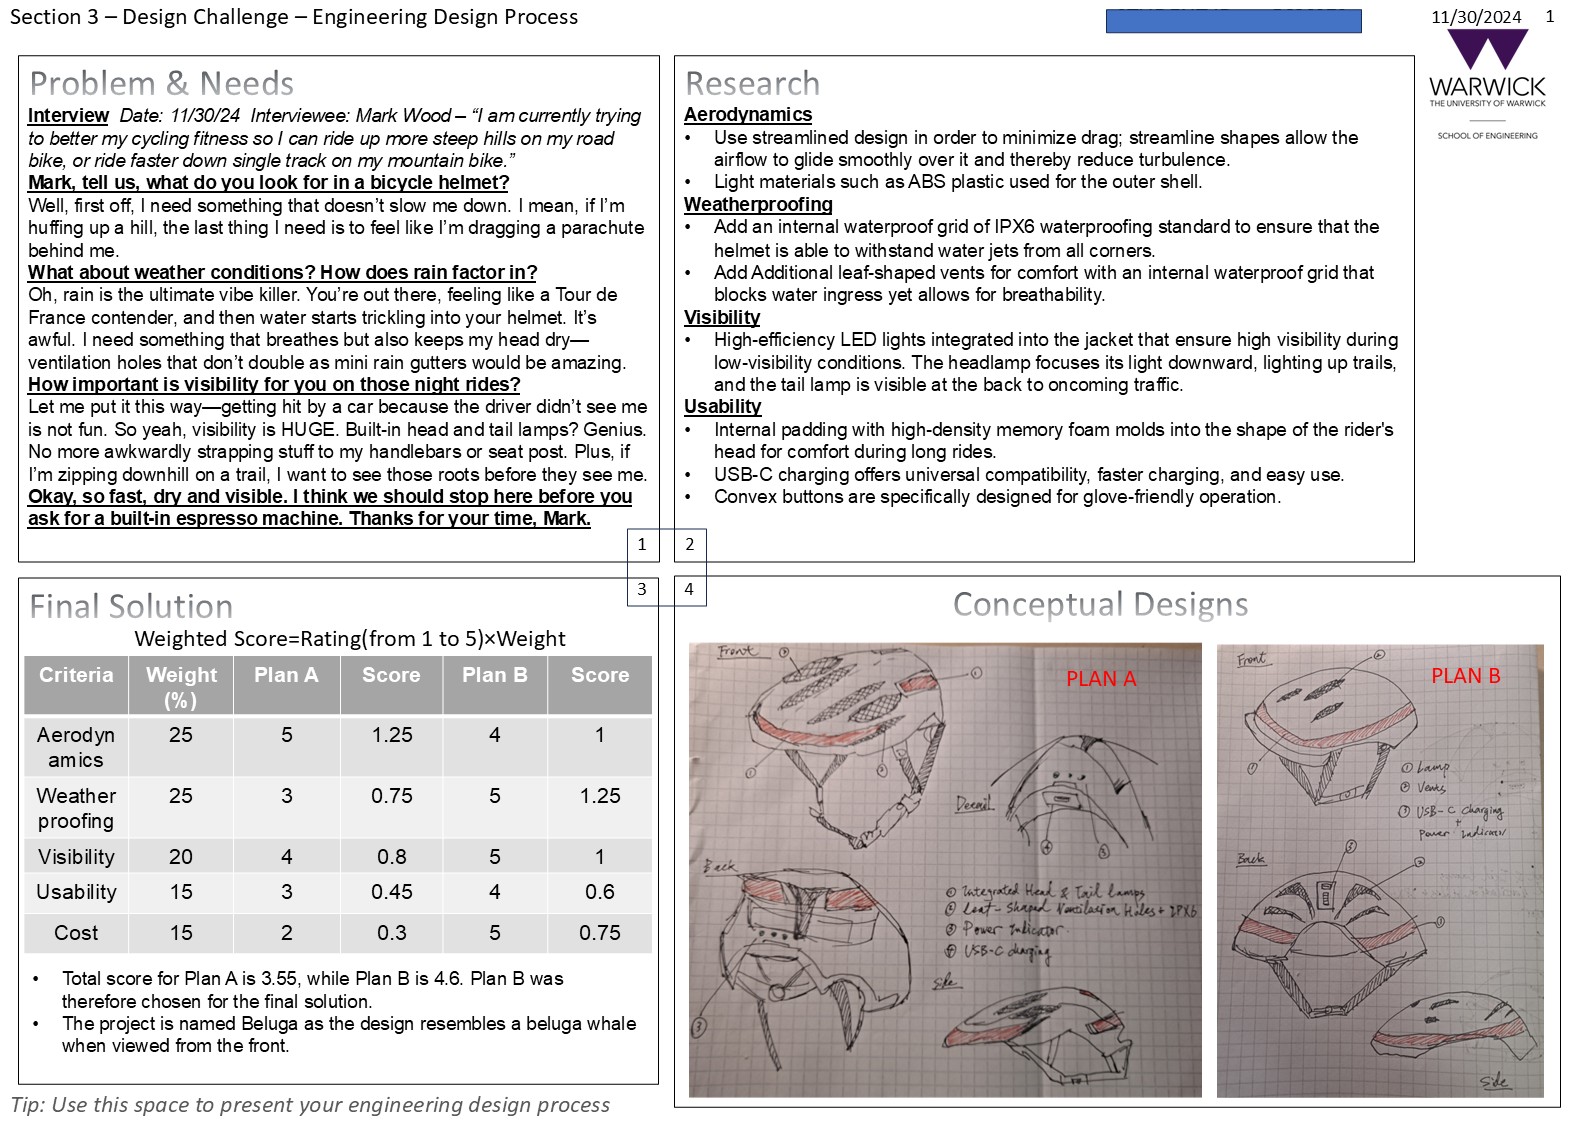 Section 3 – Design Challenge – Engineering Design Process
11/30/2024
1
WARWICK
THE UNIVERSITY OF WARWICK
SCHOOL OF ENGINEERING
Problem & Needs
Interview Date: 11/30/24 Interviewee: Mark Wood – “I am currently trying
to better my cycling fitness so I can ride up more steep hills on my road
bike, or ride faster down single track on my mountain bike.”
Mark, tell us, what do you look for in a bicycle helmet?
Well, first off, I need something that doesn’t slow me down. I mean, if I’m
huffing up a hill, the last thing I need is to feel like I’m dragging a parachute
behind me.
What about weather conditions? How does rain factor in?
Oh, rain is the ultimate vibe killer. You’re out there, feeling like a Tour de
France contender, and then water starts trickling into your helmet. It’s
awful. I need something that breathes but also keeps my head dry—
ventilation holes that don’t double as mini rain gutters would be amazing.
How important is visibility for you on those night rides?
Let me put it this way—getting hit by a car because the driver didn’t see me
is not fun. So yeah, visibility is HUGE. Built-in head and tail lamps? Genius.
No more awkwardly strapping stuff to my handlebars or seat post. Plus, if
I’m zipping downhill on a trail, I want to see those roots before they see me.
Okay, so fast, dry and visible. I think we should stop here before you
ask for a built-in espresso machine. Thanks for your time, Mark.
1
Research
Aerodynamics
• Use streamlined design in order to minimize drag; streamline shapes allow the
airflow to glide smoothly over it and thereby reduce turbulence.
• Light materials such as ABS plastic used for the outer shell.
Weatherproofing
• Add an internal waterproof grid of IPX6 waterproofing standard to ensure that the
helmet is able to withstand water jets from all corners.
• Add Additional leaf-shaped vents for comfort with an internal waterproof grid that
blocks water ingress yet allows for breathability.
Visibility
• High-efficiency LED lights integrated into the jacket that ensure high visibility during
low-visibility conditions. The headlamp focuses its light downward, lighting up trails,
and the tail lamp is visible at the back to oncoming traffic.
Usability
• Internal padding with high-density memory foam molds into the shape of the rider's
head for comfort during long rides.
• USB-C charging offers universal compatibility, faster charging, and easy use.
• Convex buttons are specifically designed for glove-friendly operation.
2
3
Final Solution
Weighted Score=Rating(from 1 to 5)×Weight
Criteria Weight (%) Plan A Score Plan B Score
Aerodynamics 25 5 1.25 4 1
Weather proofing 25 3 0.75 5 1.25
Visibility 20 4 0.8 5 1
Usability 15 3 0.45 4 0.6
Cost 15 2 0.3 5 0.75
• Total score for Plan A is 3.55, while Plan B is 4.6. Plan B was
therefore chosen for the final solution.
• The project is named Beluga as the design resembles a beluga whale
when viewed from the front.
4
Conceptual Designs
PLAN A
Front
Detail
Back
① Integrated Head & Tail lamps
② Leaf-Shaped Ventilation Holes + IPX6
③ Power Indicator
④ USB-C charging
Side
PLAN B
Front
① Lamp
② Vents
③ USB-C charging
+
Power Indicator
Back
Side
Tip: Use this space to present your engineering design process